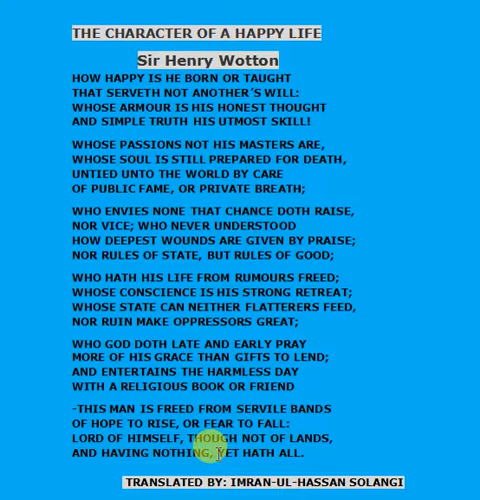 THE CHARACTER OF A HAPPY LIFE
Sir Henry Wotton
HOW HAPPY IS HE BORN OR TAUGHT
THAT SERVETH NOT ANOTHER´S WILL:
WHOSE ARMOUR IS HIS HONEST THOUGHT
AND SIMPLE TRUTH HIS UTMOST SKILL!
WHOSE PASSIONS NOT HIS MASTERS ARE,
WHOSE SOUL IS STILL PREPARED FOR DEATH,
UNTIED UNTO THE WORLD BY CARE
OF PUBLIC FAME, OR PRIVATE BREATH;
WHO ENVIES NONE THAT CHANCE DOTH RAISE,
NOR VICE; WHO NEVER UNDERSTOOD
HOW DEEPEST WOUNDS ARE GIVEN BY PRAISE;
NOR RULES OF STATE, BUT RULES OF GOOD;
WHO HATH HIS LIFE FROM RUMOURS FREED;
WHOSE CONSCIENCE IS HIS STRONG RETREAT;
WHOSE STATE CAN NEITHER FLATTERERS FEED,
NOR RUIN MAKE OPPRESSORS GREAT;
WHO GOD DOTH LATE AND EARLY PRAY
MORE OF HIS GRACE THAN GIFTS TO LEND;
AND ENTERTAINS THE HARMLESS DAY
WITH A RELIGIOUS BOOK OR FRIEND
-THIS MAN IS FREED FROM SERVILE BANDS
OF HOPE TO RISE, OR FEAR TO FALL:
LORD OF HIMSELF, THOUGH NOT OF LANDS,
AND HAVING NOTHING, YET HATH ALL.
TRANSLATED BY: IMRAN-UL-HASSAN SOLANGI